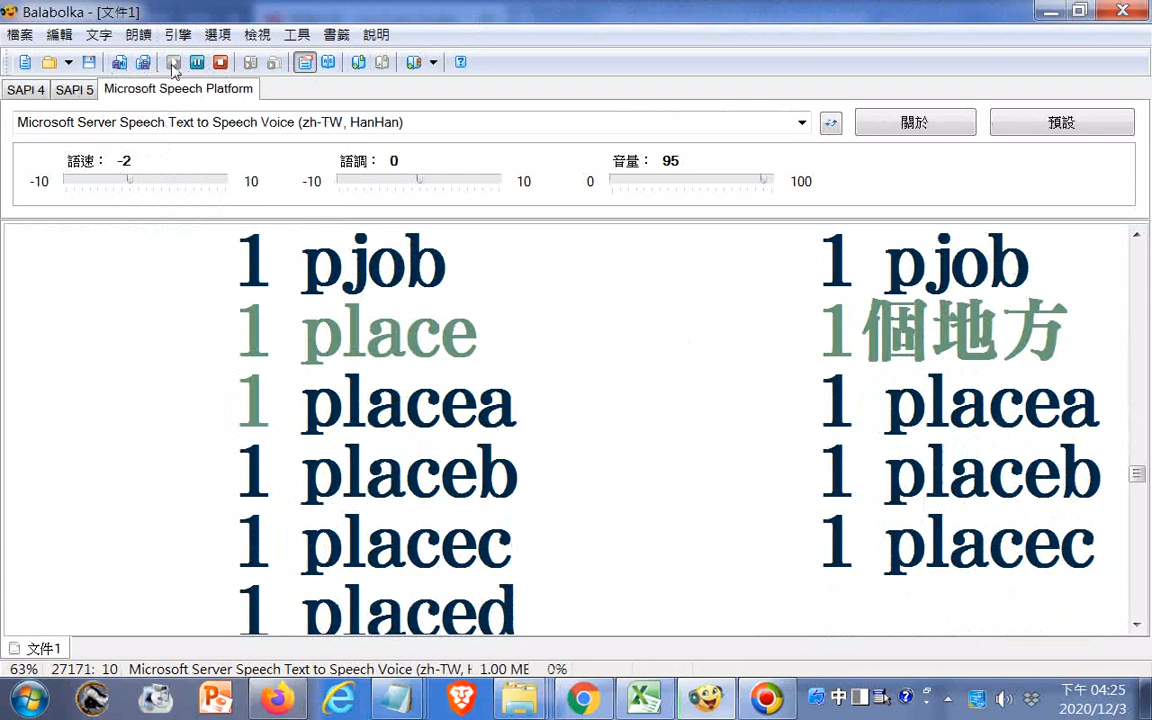 Balabolka - [文件1]
檔案 編輯 文字 朗讀 引擎 選項 檢視 工具 書籤 說明
SAPI 4 SAPI 5 Microsoft Speech Platform
Microsoft Server Speech Text to Speech Voice (zh-TW, HanHan) 關於 預設
語速： -2 語調： 0 音量： 95
-10 10 -10 10 0 100
1 pjob 1 pjob
1 place 1個地方
1 placea 1 placea
1 placeb 1 placeb
1 placec 1 placec
1 placed
文件1
63% 27171: 10 Microsoft Server Speech Text to Speech Voice (zh-TW, H 1.00 ME 0%
中 下午 04:25
2020/12/3